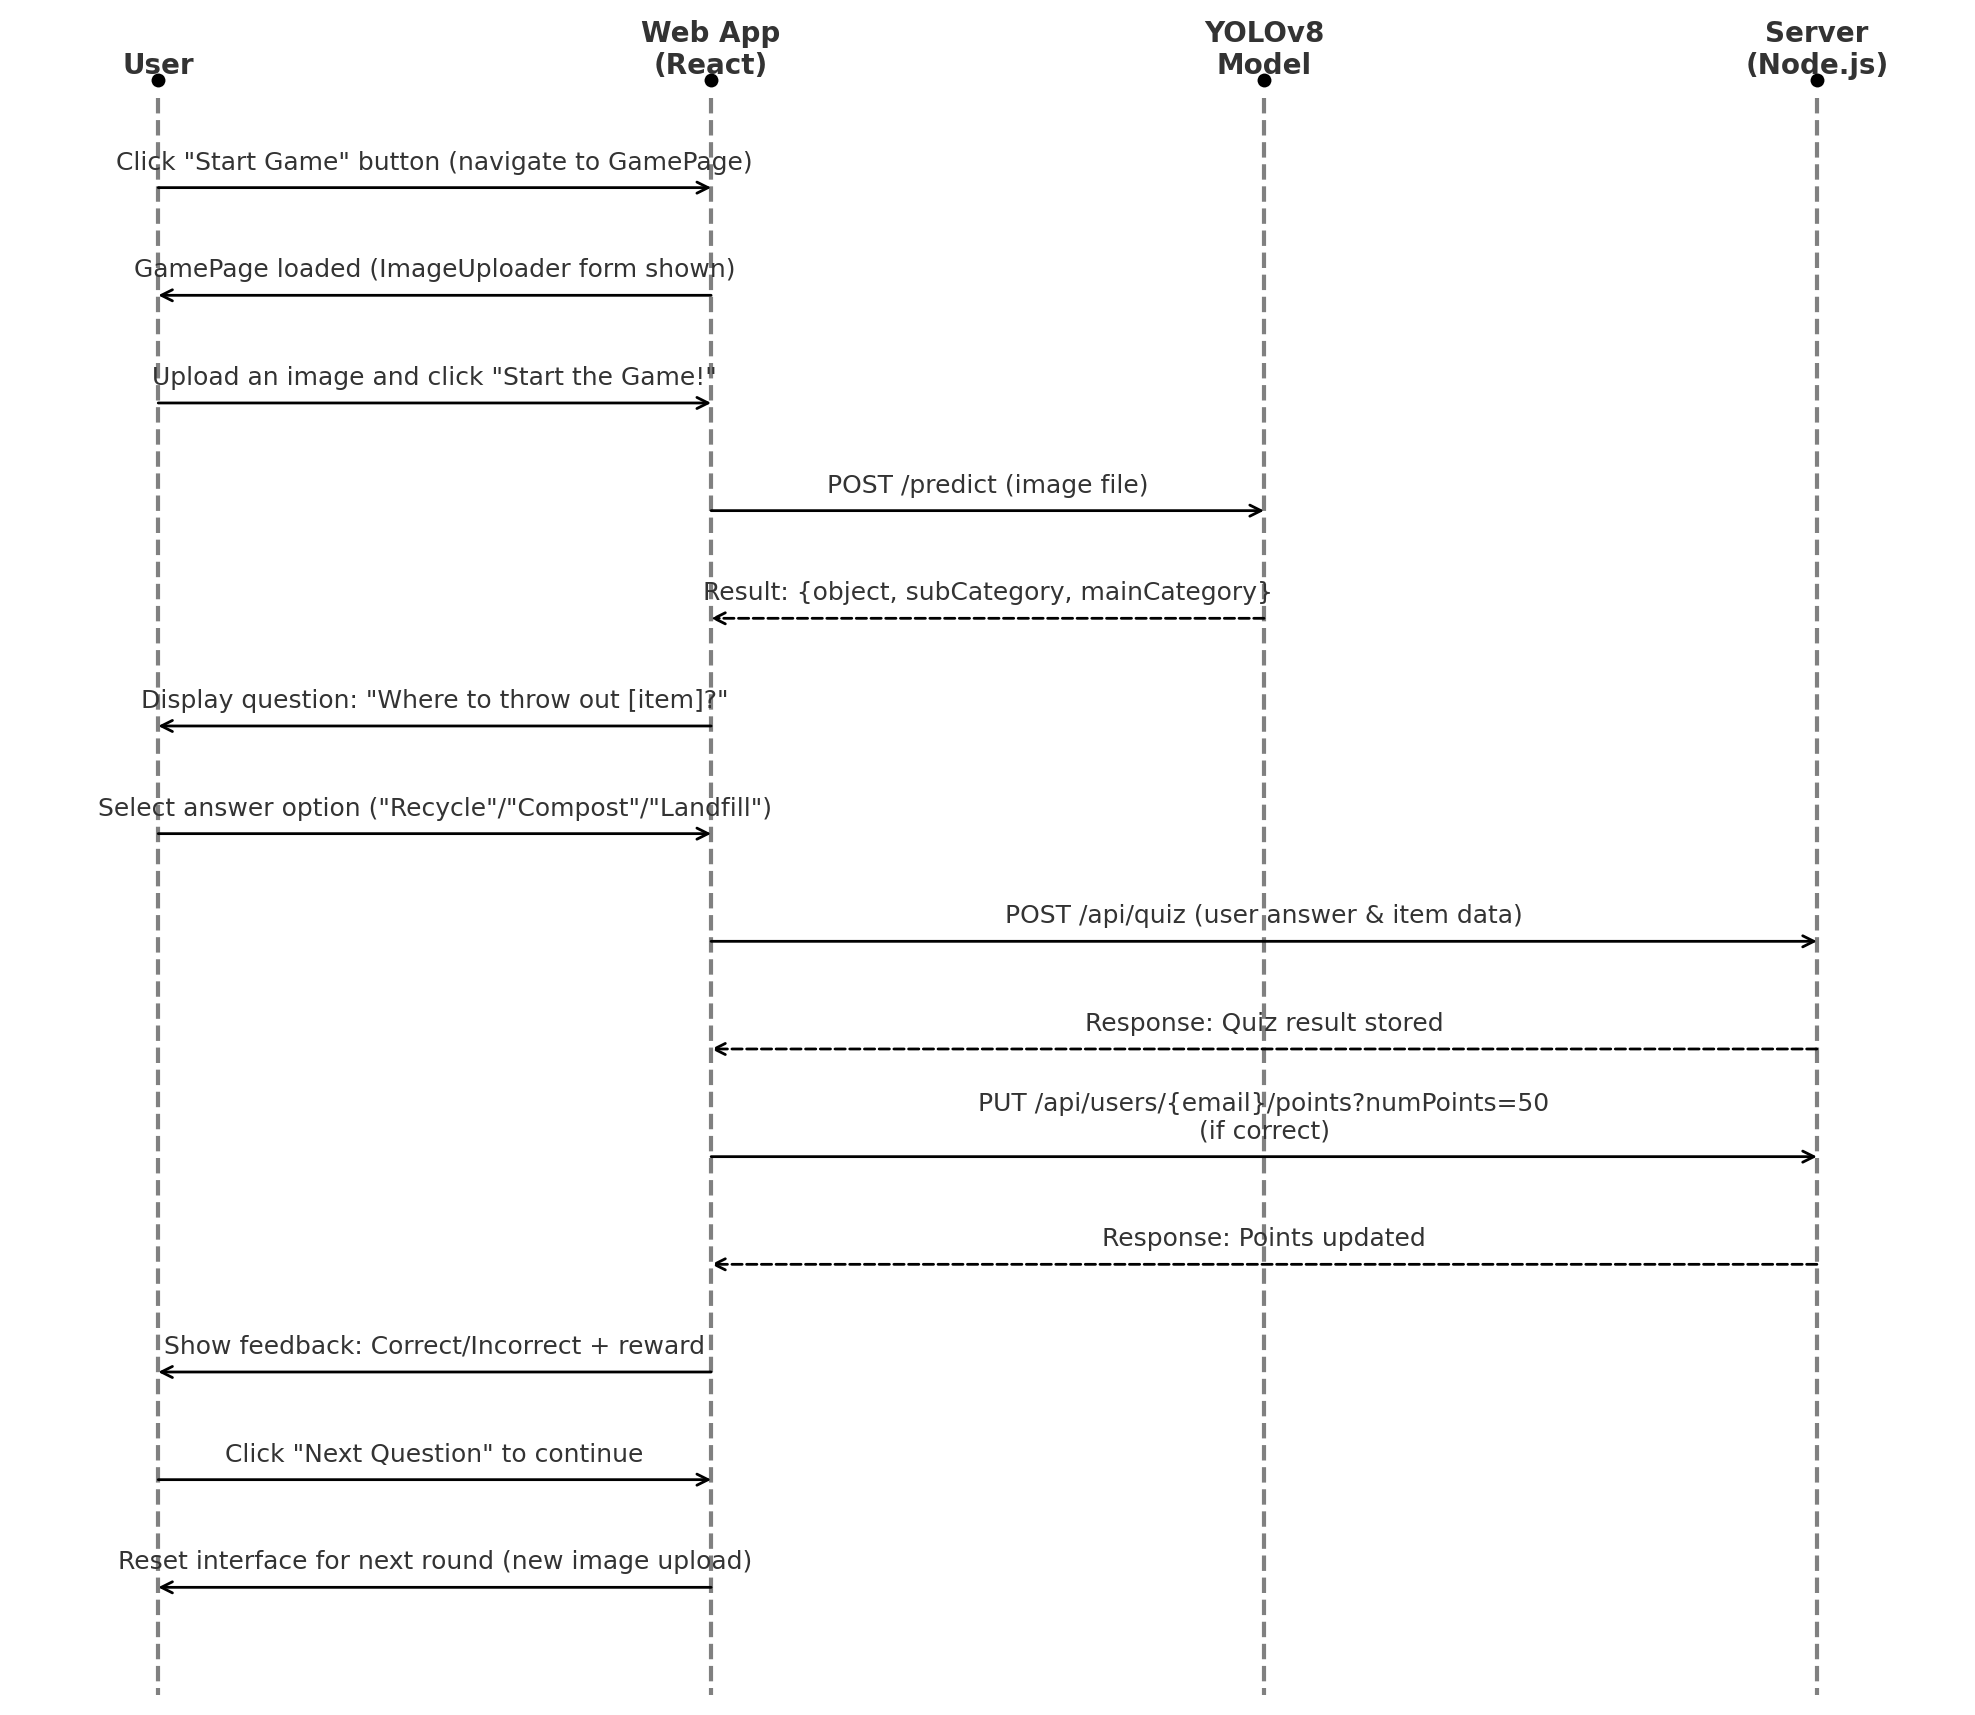 User
Web App
(React)
YOLOv8
Model
Server
(Node.js)
Click "Start Game" button (navigate to GamePage)
GamePage loaded (ImageUploader form shown)
Upload an image and click "Start the Game!"
POST /predict (image file)
Result: {object, subCategory, mainCategory}
Display question: "Where to throw out [item]?"
Select answer option ("Recycle"/"Compost"/"Landfill")
POST /api/quiz (user answer & item data)
Response: Quiz result stored
PUT /api/users/{email}/points?numPoints=50
(if correct)
Response: Points updated
Show feedback: Correct/Incorrect + reward
Click "Next Question" to continue
Reset interface for next round (new image upload)